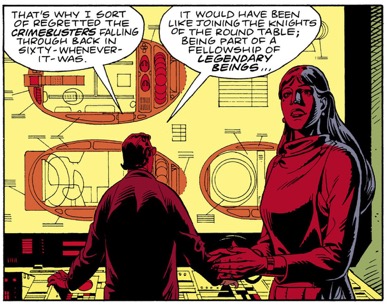 THAT'S WHY I SORT
OF REGRETTED THE
CRIMEBUSTERS FALLING
THROUGH BACK IN
SIXTY-WHENEVER-
IT-WAS.
IT WOULD HAVE BEEN
LIKE JOINING THE KNIGHTS
OF THE ROUND TABLE;
BEING PART OF A
FELLOWSHIP OF
LEGENDARY
BEINGS...